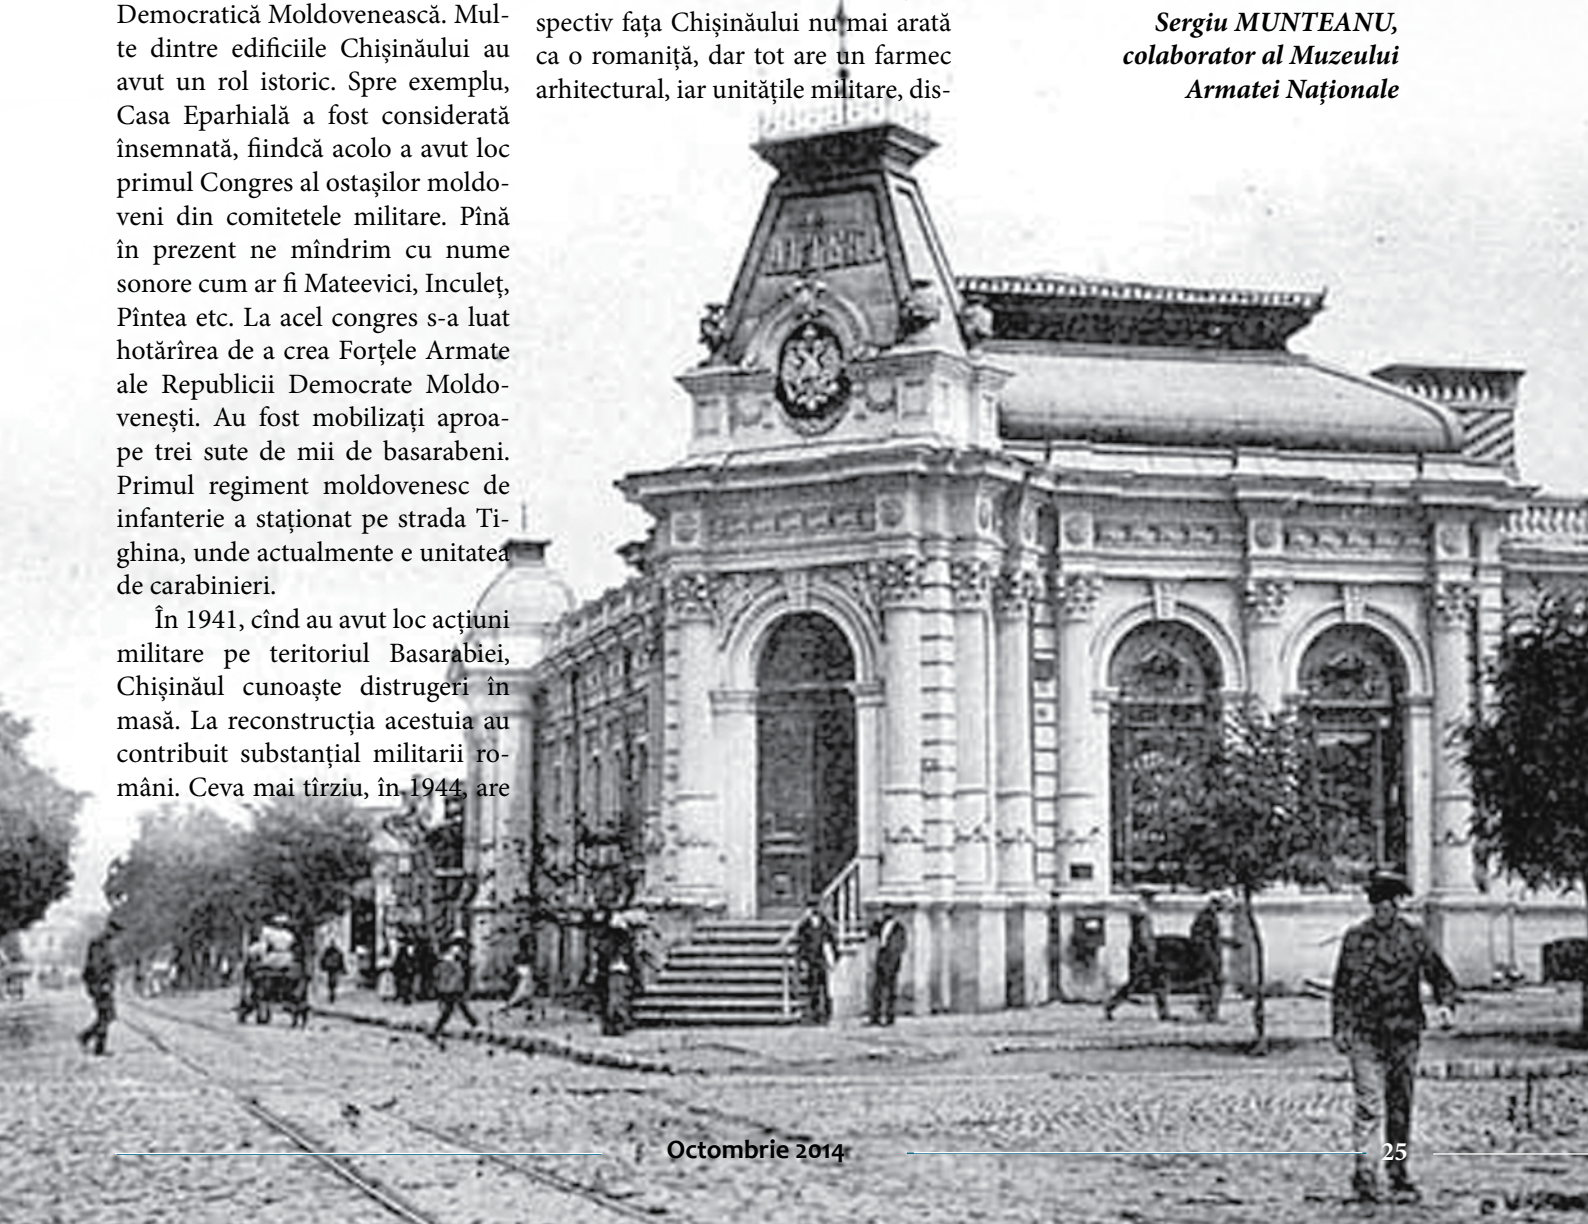 Democratică Moldovenească. Mul-
te dintre edificiile Chișinăului au
avut un rol istoric. Spre exemplu,
Casa Eparhială a fost considerată
însemnată, fiindcă acolo a avut loc
primul Congres al ostașilor moldo-
veni din comitetele militare. Pînă
în prezent ne mîndrim cu nume
sonore cum ar fi Mateevici, Inculeț,
Pîntea etc. La acel congres s-a luat
hotărîrea de a crea Forțele Armate
ale Republicii Democrate Moldo-
venești. Au fost mobilizați aproa-
pe trei sute de mii de basarabeni.
Primul regiment moldovenesc de
infanterie a staționat pe strada Ti-
ghina, unde actualmente e unitatea
de carabinieri.
În 1941, cînd au avut loc acțiuni
militare pe teritoriul Basarabiei,
Chișinăul cunoaște distrugeri în
masă. La reconstrucția acestuia au
contribuit substanțial militarii ro-
mâni. Ceva mai tîrziu, în 1944, are
spectiv fața Chișinăului nu mai arată
ca o romaniță, dar tot are un farmec
arhitectural, iar unitățile militare, dis-
Sergiu MUNTEANU,
colaborator al Muzeului
Armatei Naționale
Octombrie 2014
25